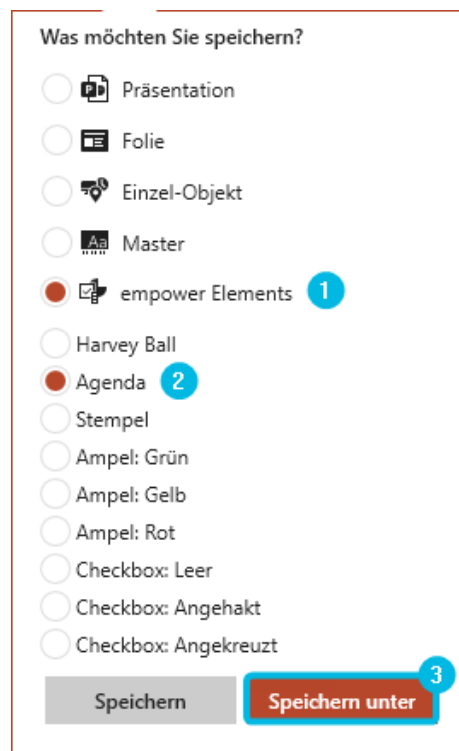 Was möchten Sie speichern?
Präsentation
Folie
Einzel-Objekt
Aa Master
empower Elements 1
Harvey Ball
Agenda 2
Stempel
Ampel: Grün
Ampel: Gelb
Ampel: Rot
Checkbox: Leer
Checkbox: Angehakt
Checkbox: Angekreuzt
3
Speichern Speichern unter